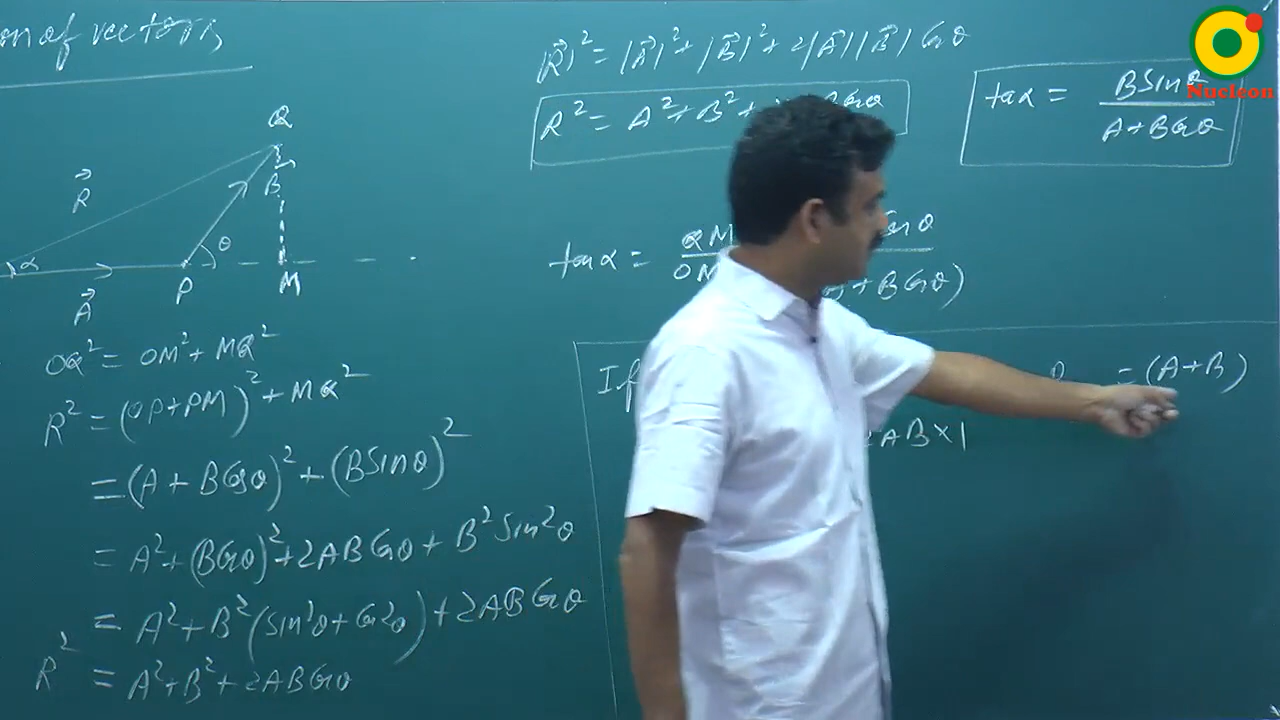 on of vectors,
Q
R⃗
B⃗
θ
α
A⃗
P
M
OQ² = OM² + MQ²
R² = (OP+PM)² + MQ²
= (A + BCosθ)² + (BSinθ)²
= A² + (BCosθ)² + 2ABCosθ + B²Sin²θ
= A² + B²(Sin²θ + Cos²θ) + 2ABCosθ
R² = A² + B² + 2ABCosθ
|R⃗|² = |A⃗|² + |B⃗|² + 2|A⃗||B⃗|Cosθ
R² = A² + B² +
tanα = BSinθ / A+BCosθ
Nucleon
tanα = QM
OM
+ BCosθ)
If
= (A+B)
2AB×1